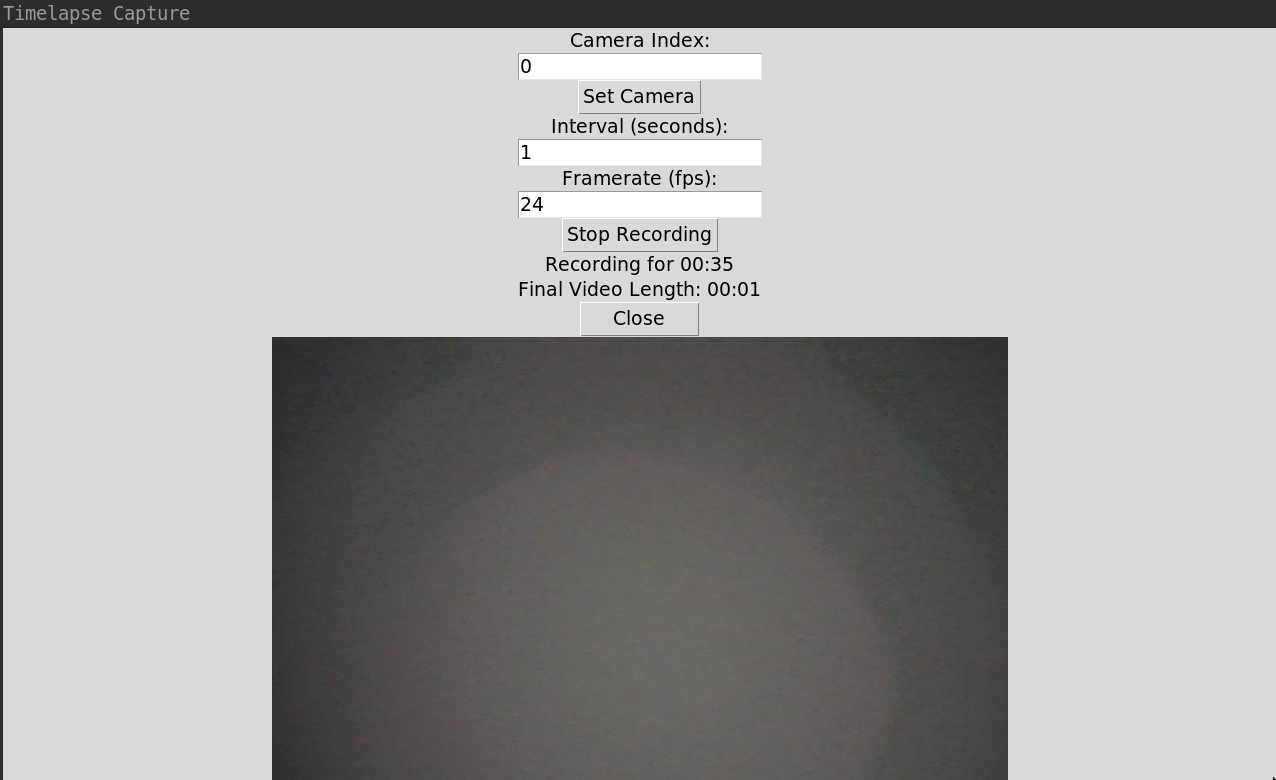 Timelapse Capture
Camera Index:
0
Set Camera
Interval (seconds):
1
Framerate (fps):
24
Stop Recording
Recording for 00:35
Final Video Length: 00:01
Close